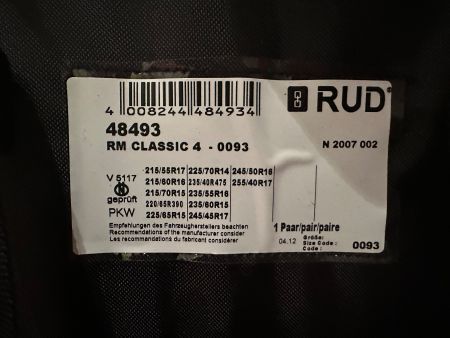 4 008244 484934
RUD
48493
RM CLASSIC 4 - 0093
N 2007 002
V 5117
geprüft
PKW
215/55R17 225/70R14 245/50R16
215/60R16 235/40R475 255/40R17
215/70R15 235/55R16
220/65R390 235/60R15
225/65R15 245/45R17
Empfehlungen des Fahrzeugherstellers beachten
Recommendations of the manufacturer consider
Les recommendations du fabricant considérer
1 Paar/pair/paire
04.12
Größe:
Size Code:
Code:
0093